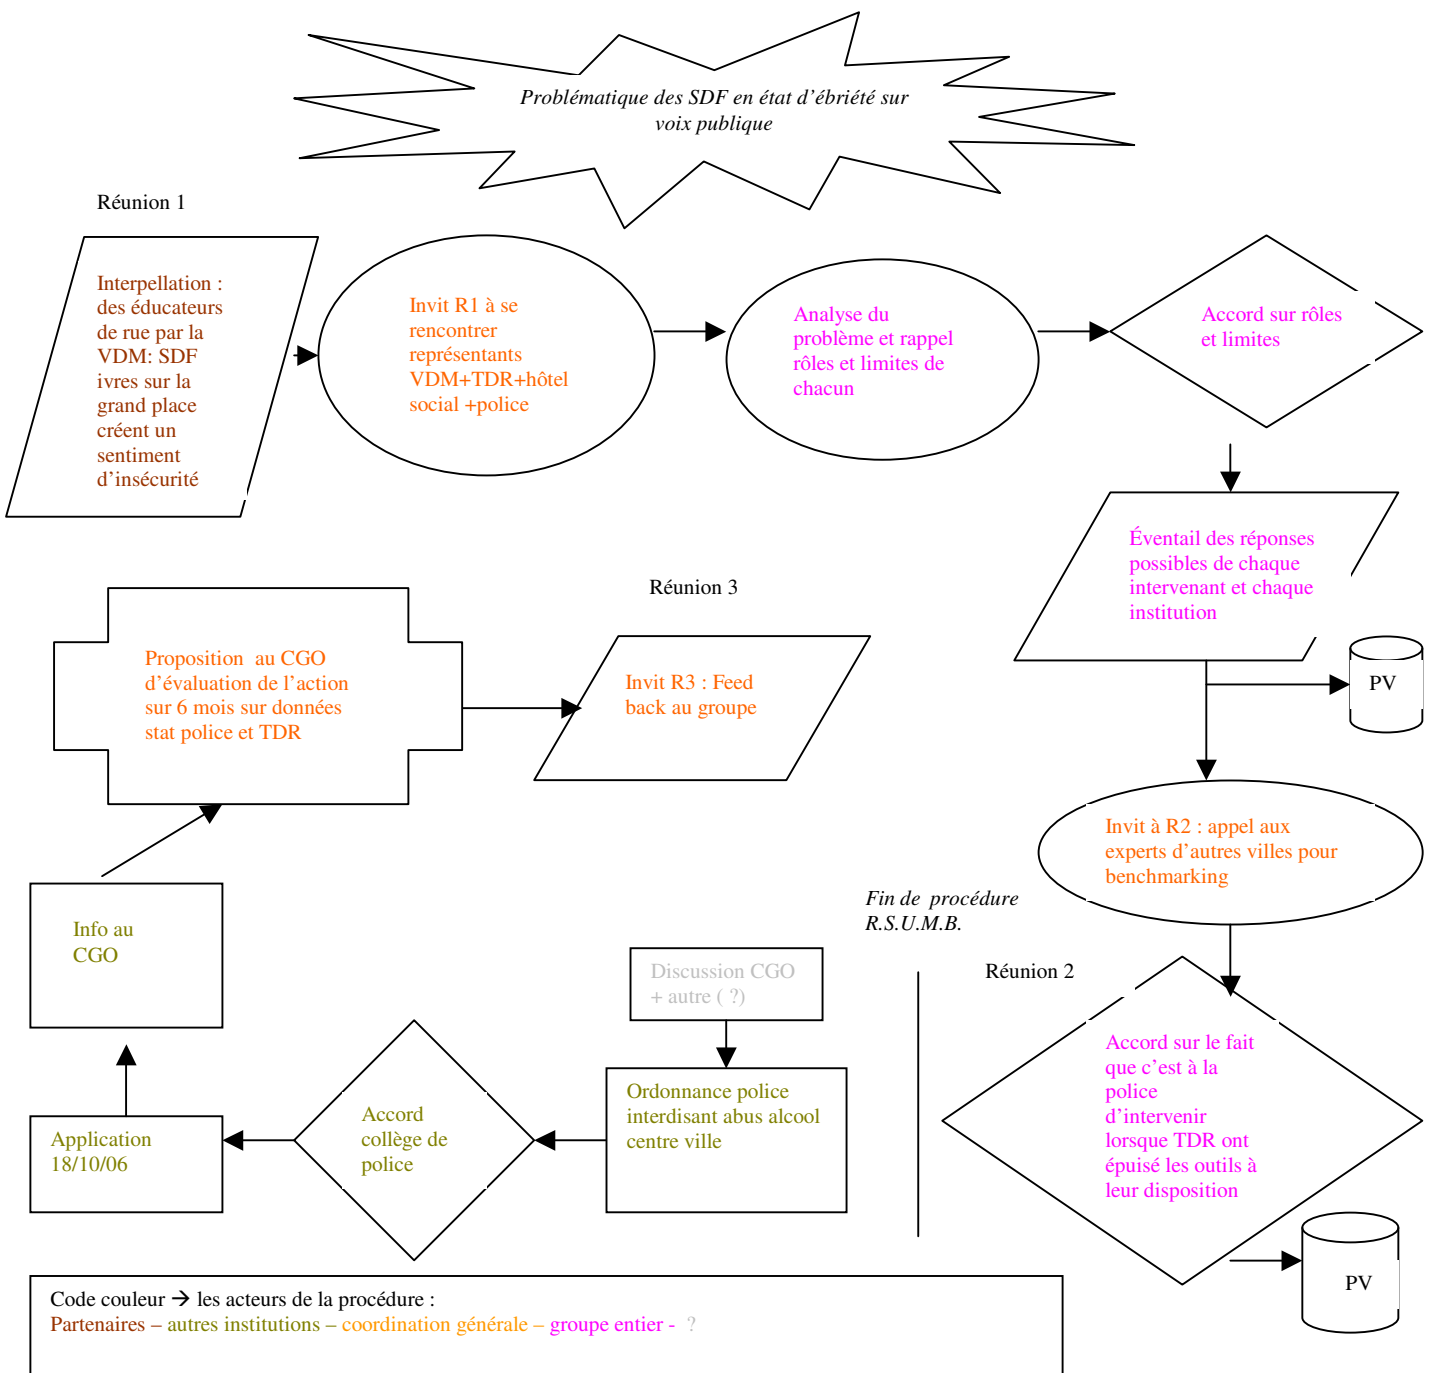 Problématique des SDF en état d’ébriété sur
voix publique
Réunion 1
Interpellation :
des éducateurs
de rue par la
VDM: SDF
ivres sur la
grand place
créent un
sentiment
d’insécurité
Invit R1 à se
rencontrer
représentants
VDM+TDR+hôtel
social +police
Analyse du
problème et rappel
rôles et limites de
chacun
Accord sur rôles
et limites
Éventail des réponses
possibles de chaque
intervenant et chaque
institution
PV
Invit à R2 : appel aux
experts d’autres villes pour
benchmarking
Réunion 2
Accord sur le fait
que c’est à la
police
d’intervenir
lorsque TDR ont
épuisé les outils à
leur disposition
PV
Fin de procédure
R.S.U.M.B.
Discussion CGO
+ autre ( ?)
Ordonnance police
interdisant abus alcool
centre ville
Accord
collège de
police
Application
18/10/06
Info au
CGO
Proposition au CGO
d’évaluation de l’action
sur 6 mois sur données
stat police et TDR
Réunion 3
Invit R3 : Feed
back au groupe
Code couleur → les acteurs de la procédure :
Partenaires – autres institutions – coordination générale – groupe entier - ?